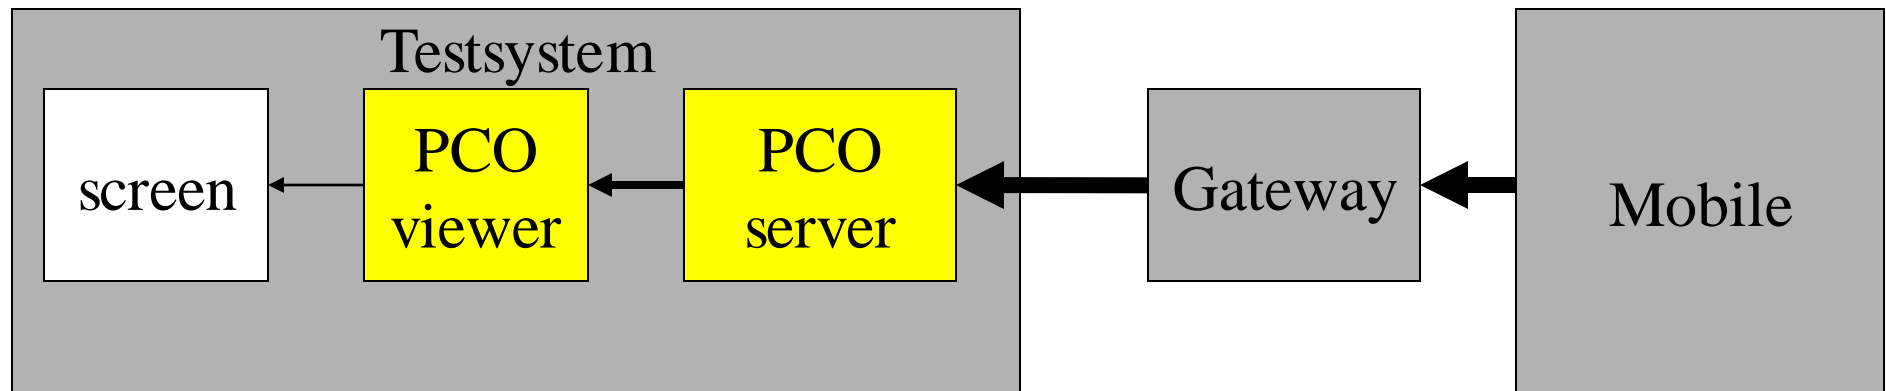 Testsystem
screen
PCO
viewer
PCO
server
Gateway
Mobile